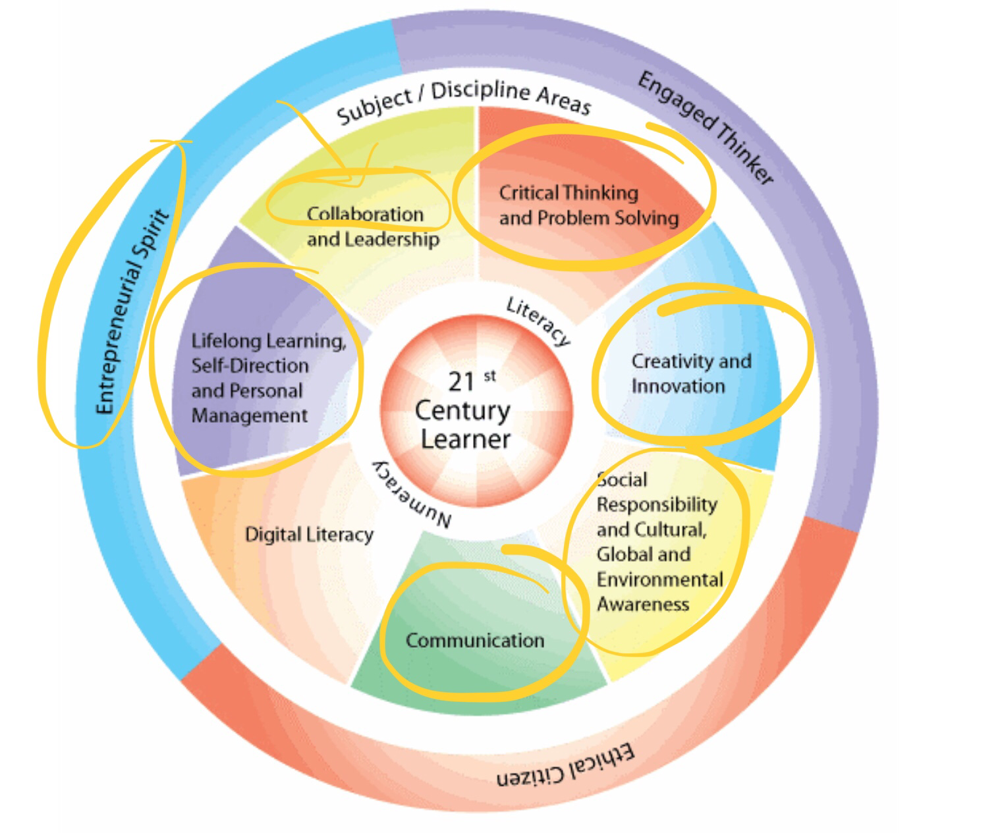 Engaged Thinker
Subject / Discipline Areas
Critical Thinking
and Problem Solving
Collaboration
and Leadership
Entrepreneurial Spirit
Literacy
Lifelong Learning,
Self-Direction
and Personal
Management
21 st
Century
Learner
Creativity and
Innovation
Numeracy
Social
Responsibility
and Cultural,
Global and
Environmental
Awareness
Digital Literacy
Communication
Ethical Citizen